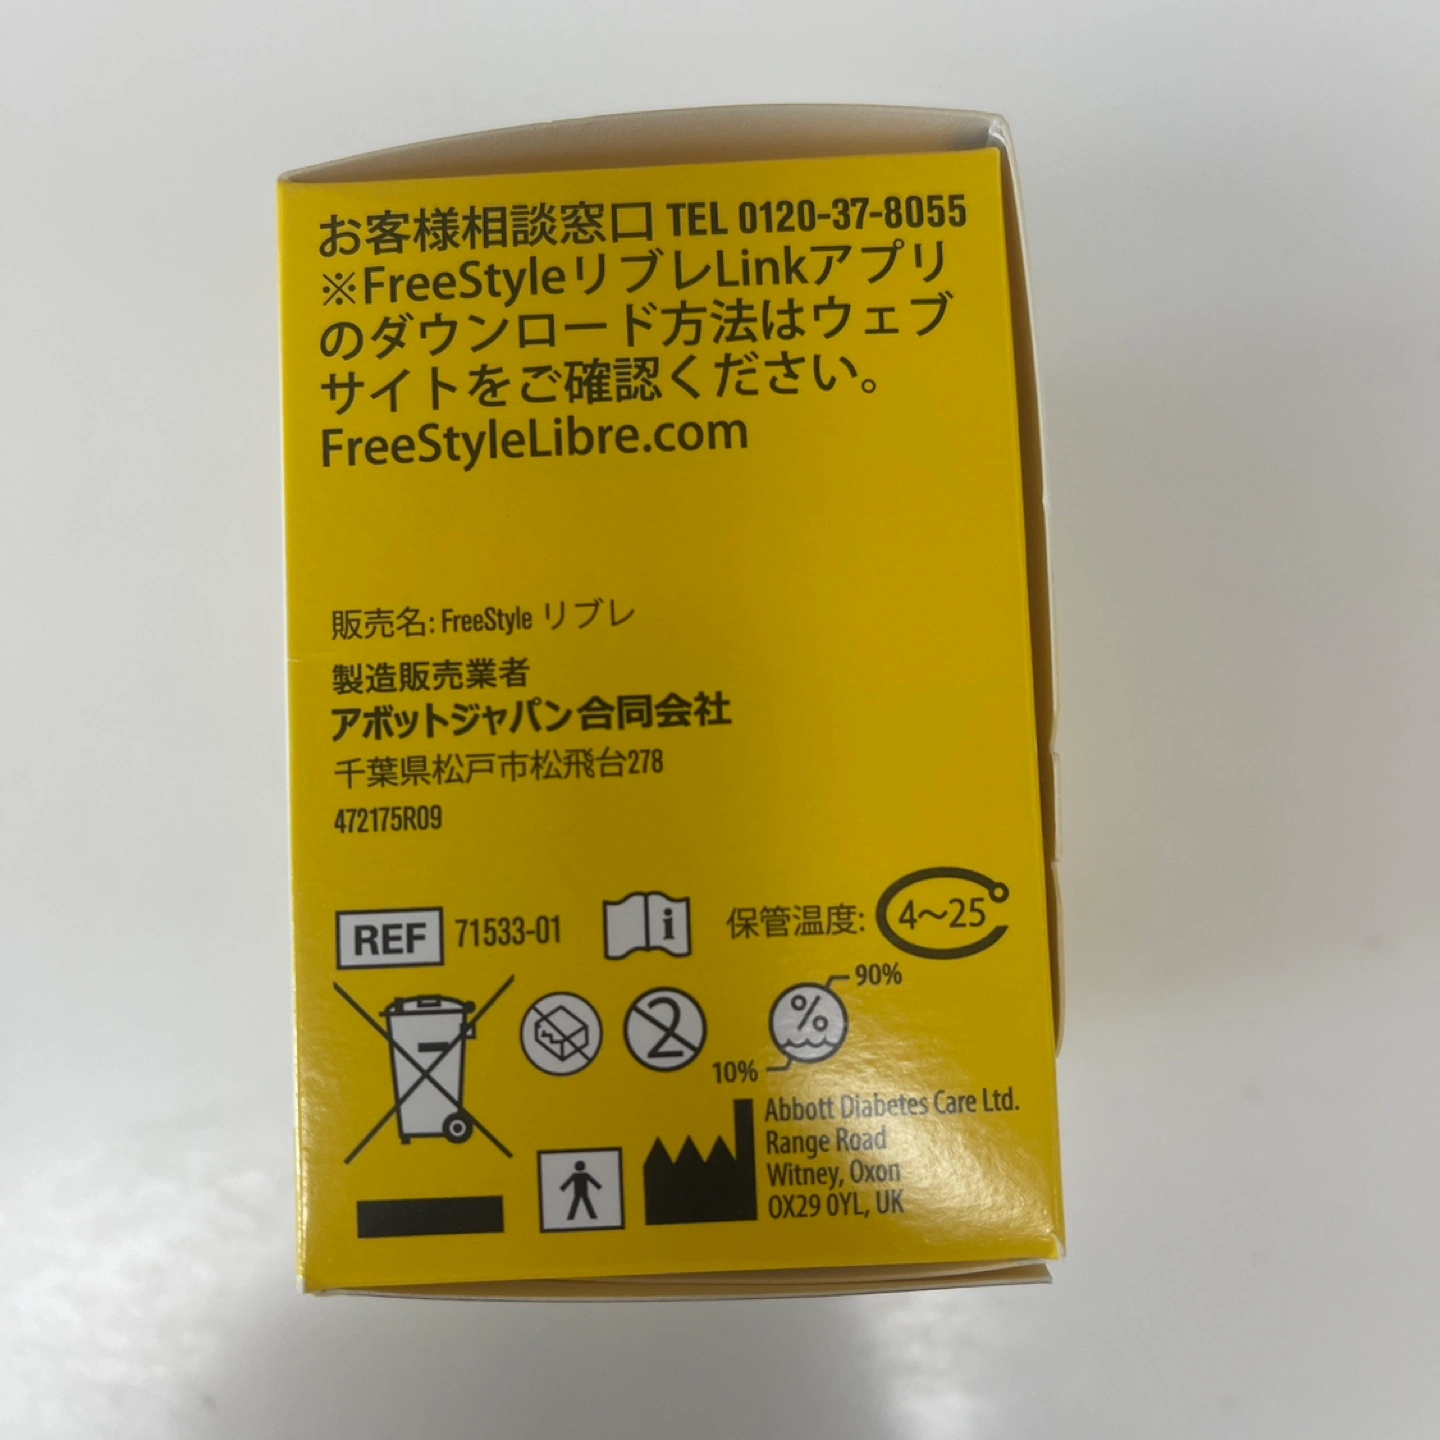 お客様相談窓口 TEL 0120-37-8055
※FreeStyleリブレLinkアプリ
のダウンロード方法はウェブ
サイトをご確認ください。
FreeStyleLibre.com
販売名: FreeStyle リブレ
製造販売業者
アボットジャパン合同会社
千葉県松戸市松飛台278
472175R09
REF 71533-01 i 保管温度: 4～25
2 % 90%
10%
Abbott Diabetes Care Ltd.
Range Road
Witney, Oxon
OX29 0YL, UK